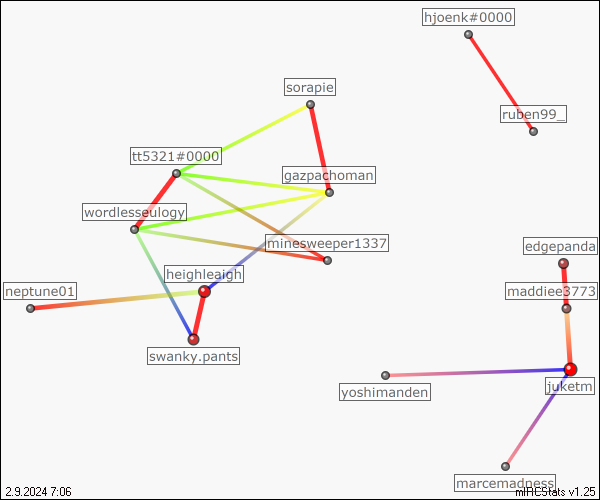 hjoenk#0000
sorapie
ruben99_
tt5321#0000
gazpachoman
wordlesseulogy
minesweeper1337
edgepanda
heighleaigh
neptune01
maddiee3773
swanky.pants
juketm
yoshimanden
marcemadness
2.9.2024 7:06
mIRCStats v1.25